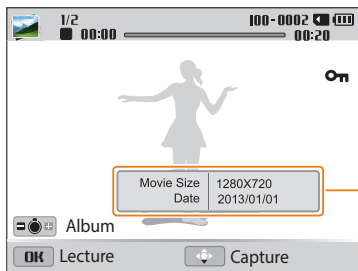 1/2 100-0002
00:00 00:20
Movie Size 1280X720
Date 2013/01/01
Album
OK Lecture Capture